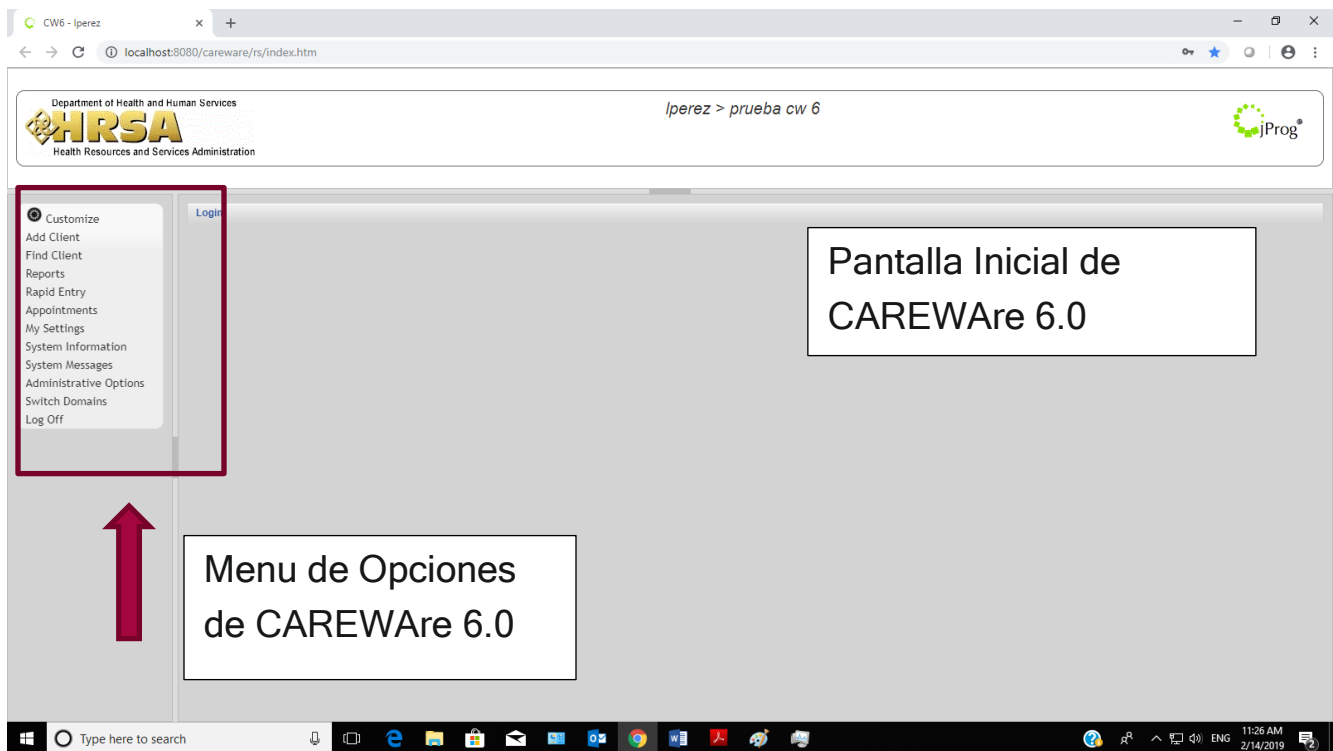 CW6 - lperez
localhost:8080/careware/rs/index.htm
Department of Health and Human Services
HRSA
Health Resources and Services Administration
lperez > prueba cw 6
jProg®
Customize
Add Client
Find Client
Reports
Rapid Entry
Appointments
My Settings
System Information
System Messages
Administrative Options
Switch Domains
Log Off
Login
Pantalla Inicial de
CAREWAre 6.0
Menu de Opciones
de CAREWAre 6.0
Type here to search
ENG
11:26 AM
2/14/2019
2